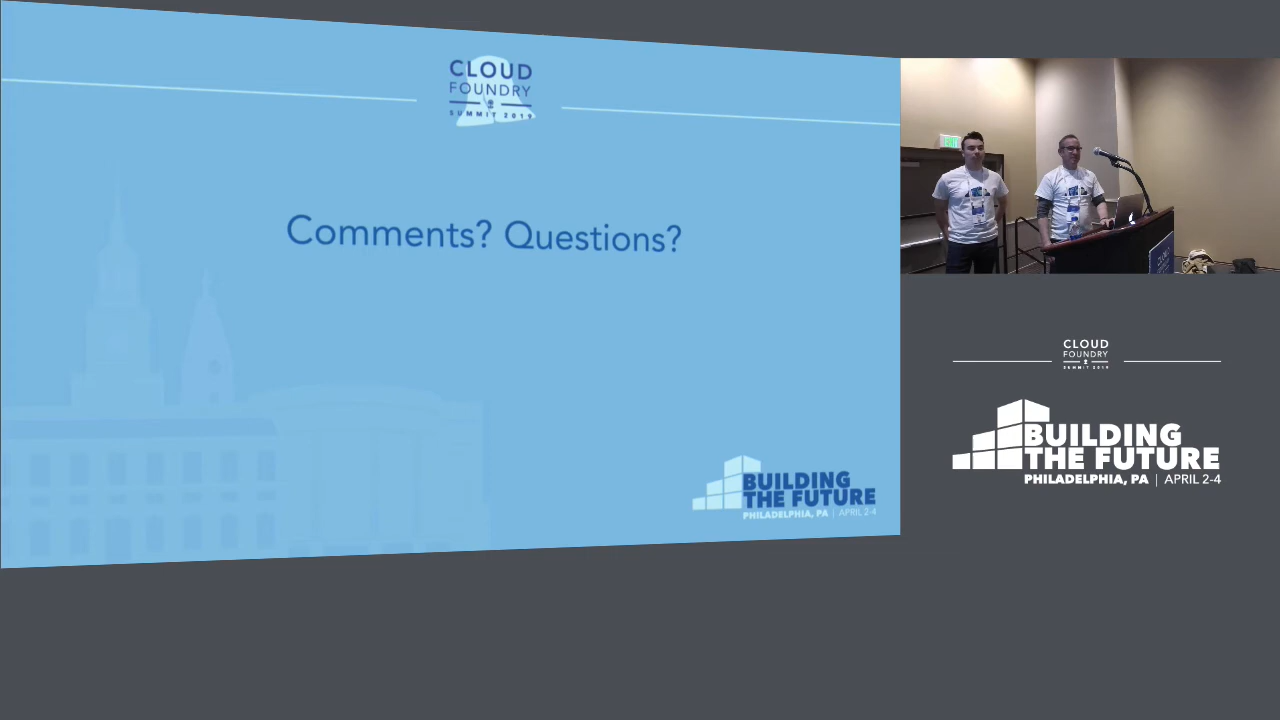 CLOUD
FOUNDRY
SUMMIT 2019
Comments? Questions?
BUILDING
THE FUTURE
PHILADELPHIA, PA | APRIL 2-4
EXIT
CLOUD
FOUNDRY
SUMMIT 2019
BUILDING
THE FUTURE
PHILADELPHIA, PA | APRIL 2-4